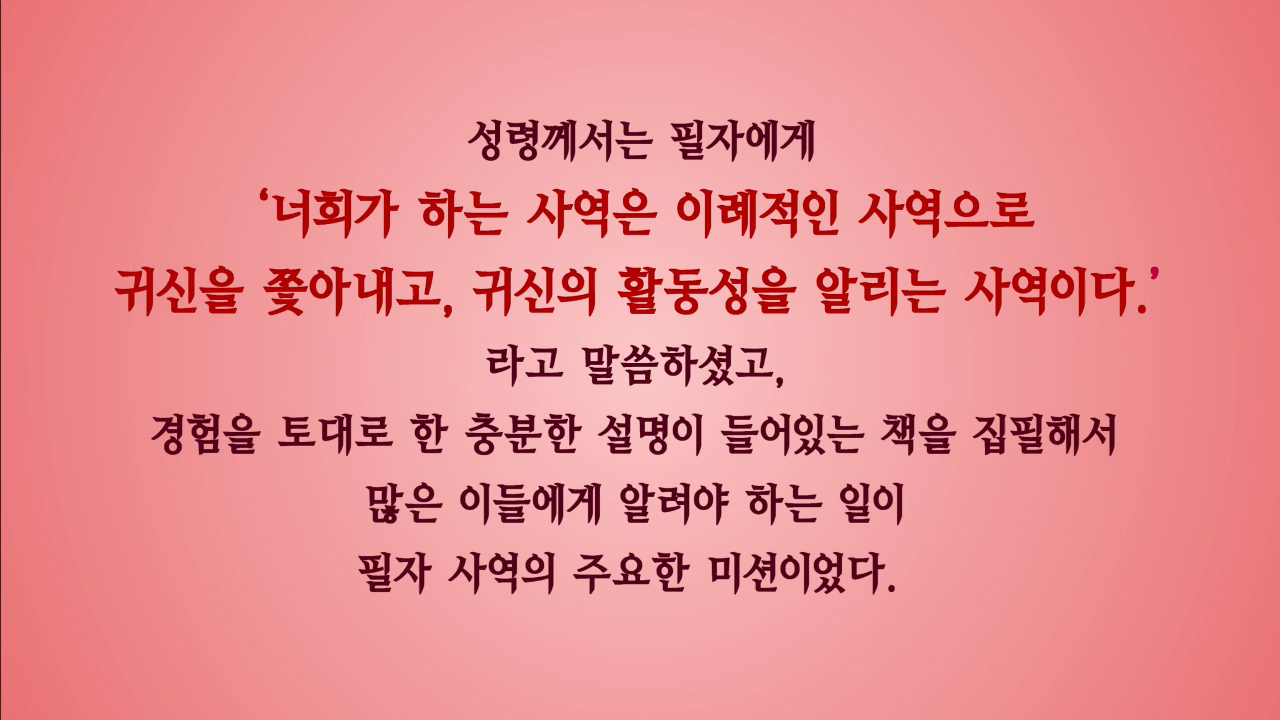 성령께서는 필자에게
‘너희가 하는 사역은 이례적인 사역으로
귀신을 쫓아내고, 귀신의 활동성을 알리는 사역이다.’
라고 말씀하셨고,
경험을 토대로 한 충분한 설명이 들어있는 책을 집필해서
많은 이들에게 알려야 하는 일이
필자 사역의 주요한 미션이었다.